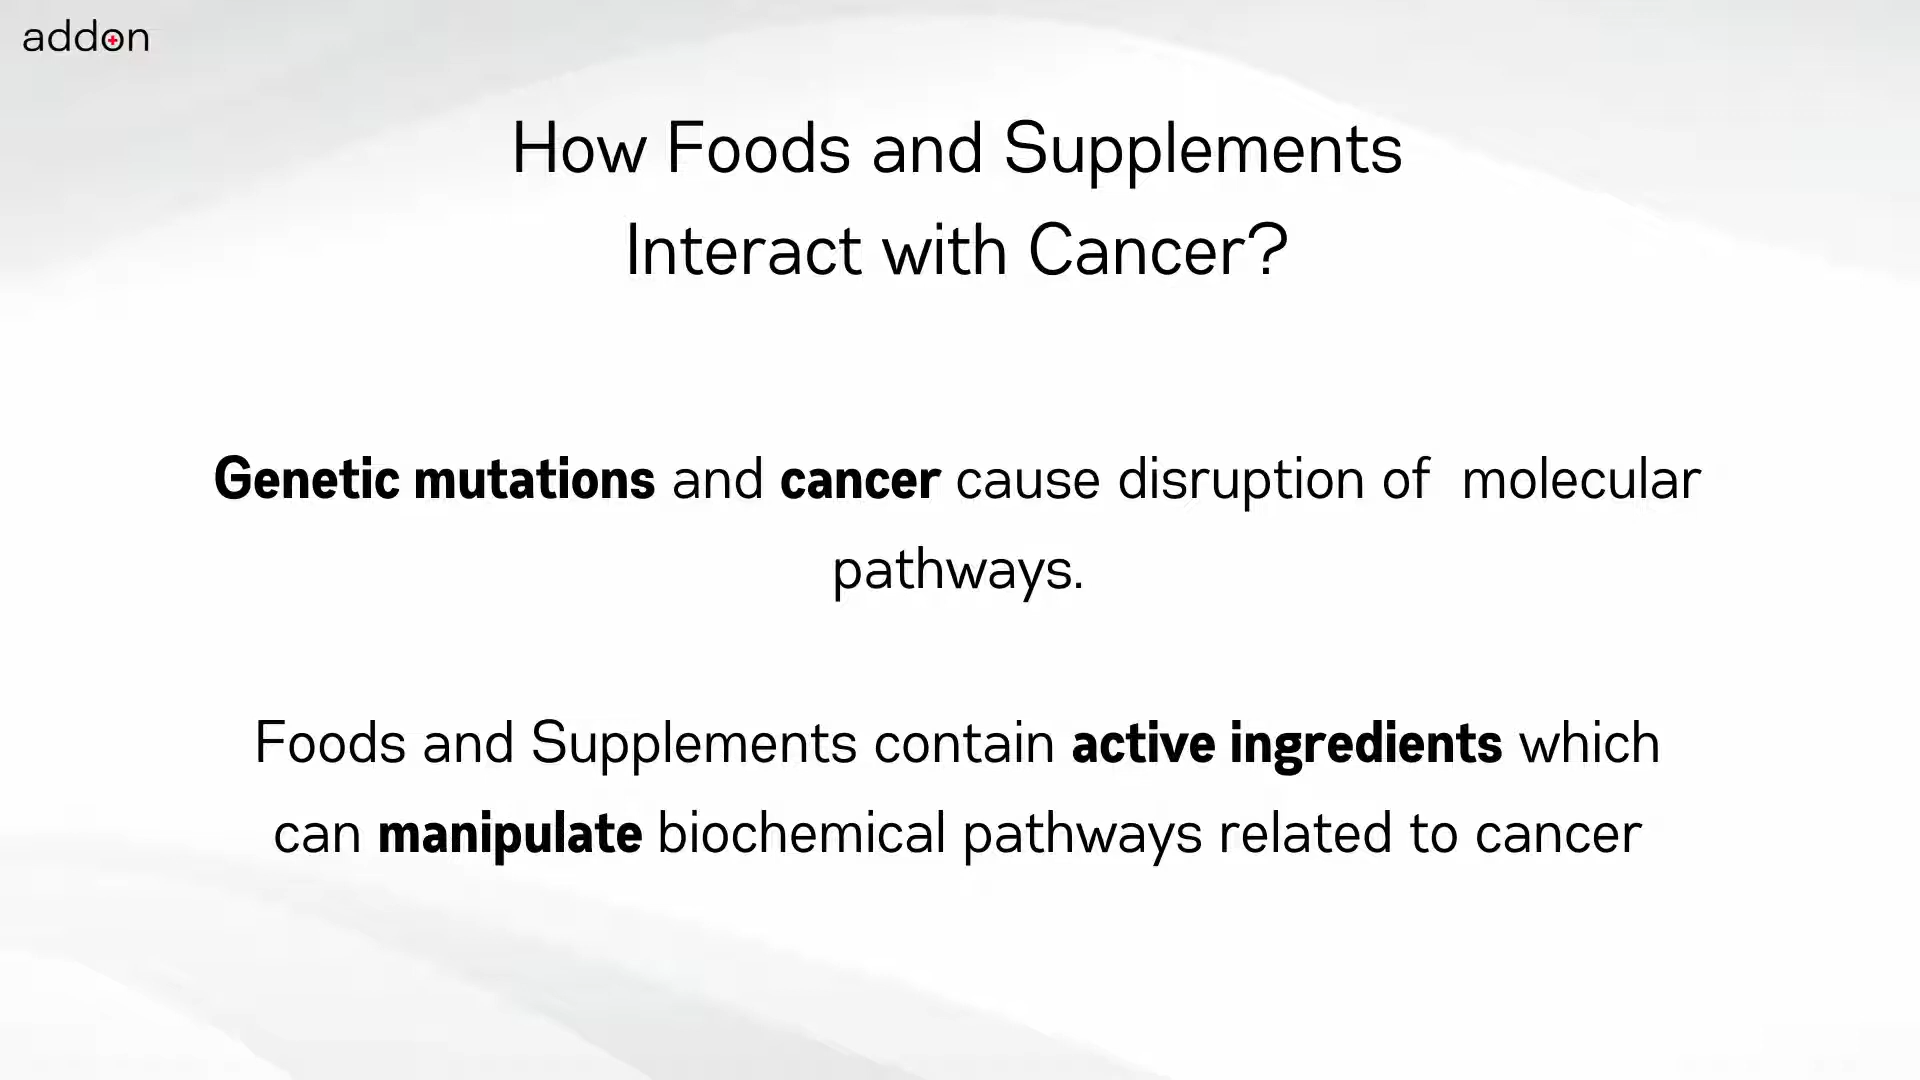 addon
How Foods and Supplements
Interact with Cancer?
Genetic mutations and cancer cause disruption of  molecular
pathways.
Foods and Supplements contain active ingredients which
can manipulate biochemical pathways related to cancer